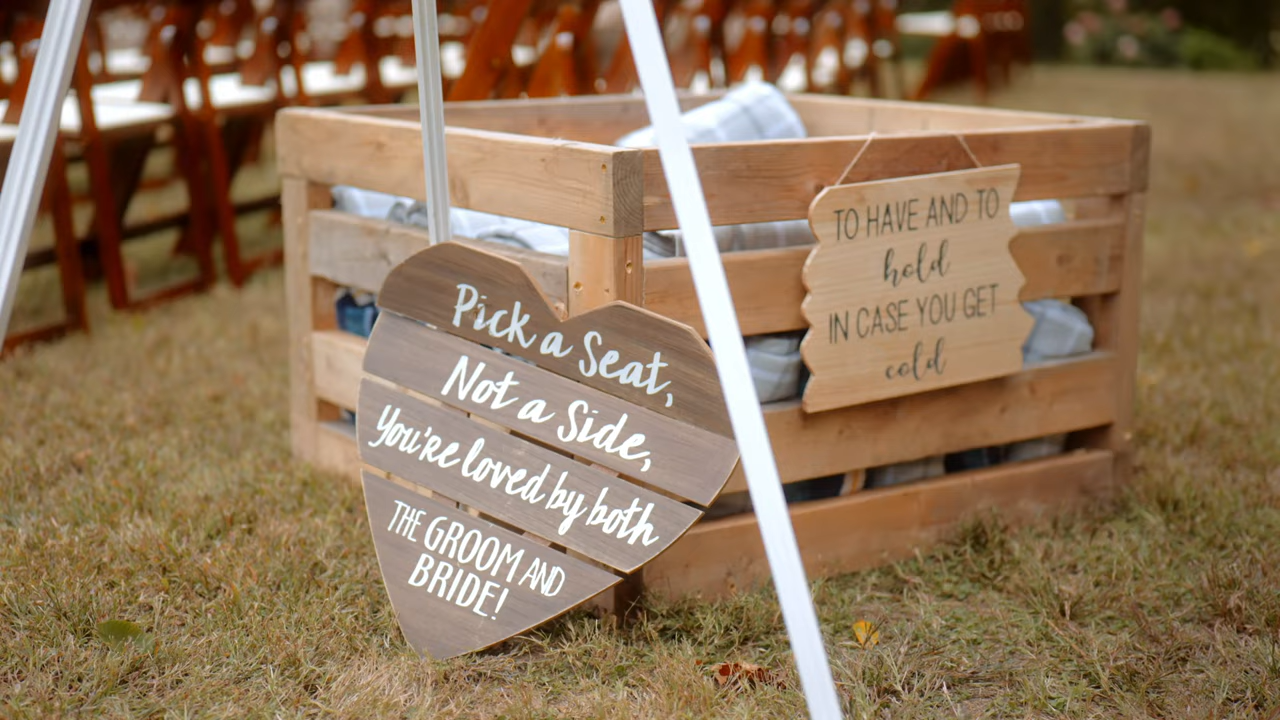 Pick a Seat,
Not a Side,
You're loved by both
THE GROOM AND
BRIDE!
TO HAVE AND TO
hold
IN CASE YOU GET
cold